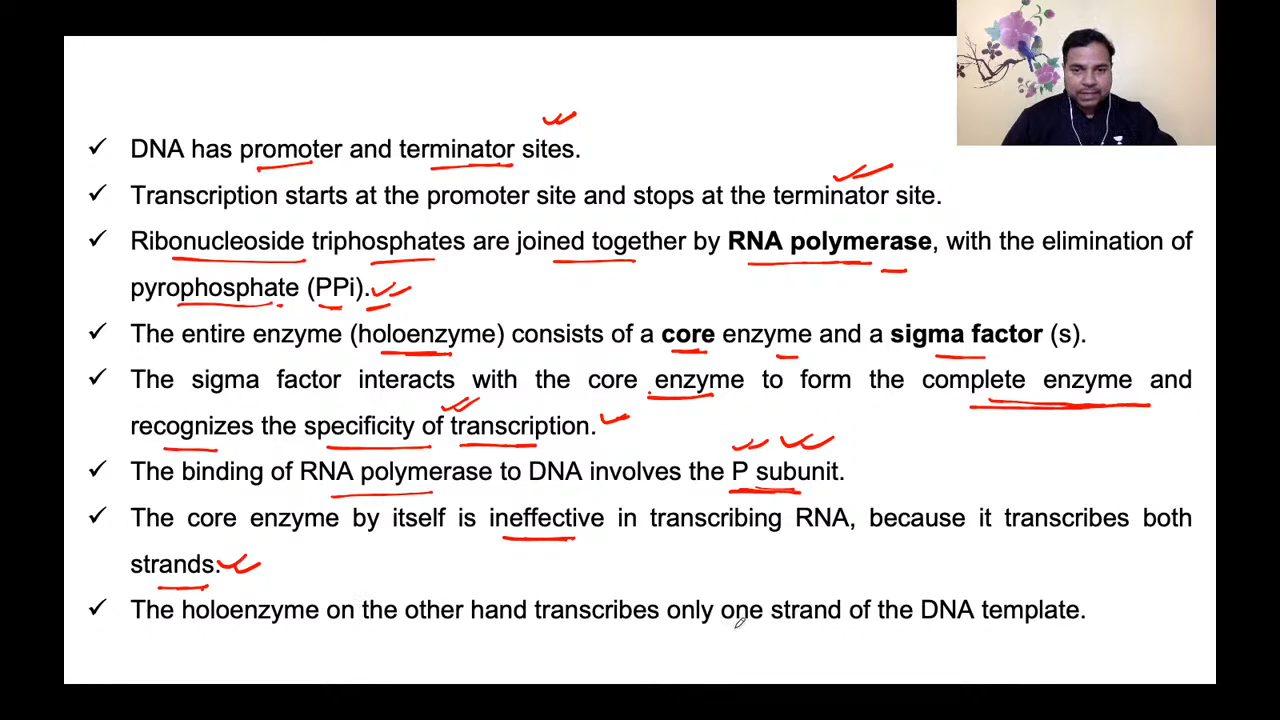 ✓ DNA has promoter and terminator sites.
✓ Transcription starts at the promoter site and stops at the terminator site.
✓ Ribonucleoside triphosphates are joined together by RNA polymerase, with the elimination of
pyrophosphate (PPi).
✓ The entire enzyme (holoenzyme) consists of a core enzyme and a sigma factor (s).
✓ The sigma factor interacts with the core enzyme to form the complete enzyme and
recognizes the specificity of transcription.
✓ The binding of RNA polymerase to DNA involves the P subunit.
✓ The core enzyme by itself is ineffective in transcribing RNA, because it transcribes both
strands.
✓ The holoenzyme on the other hand transcribes only one strand of the DNA template.